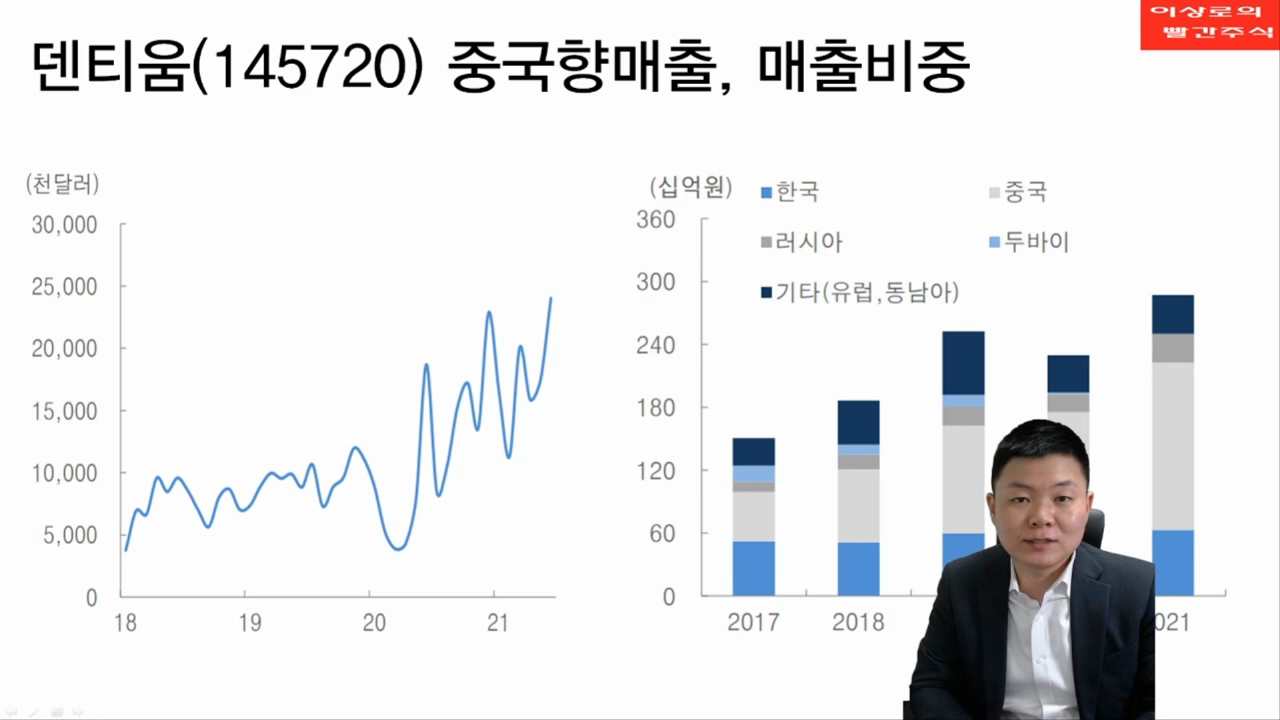 이상로의
빨간주식
덴티움(145720) 중국향매출, 매출비중
(천달러)
30,000
25,000
20,000
15,000
10,000
5,000
0
18 19 20 21
(십억원)
한국 중국
러시아 두바이
기타(유럽,동남아)
360
300
240
180
120
60
0
2017 2018 021